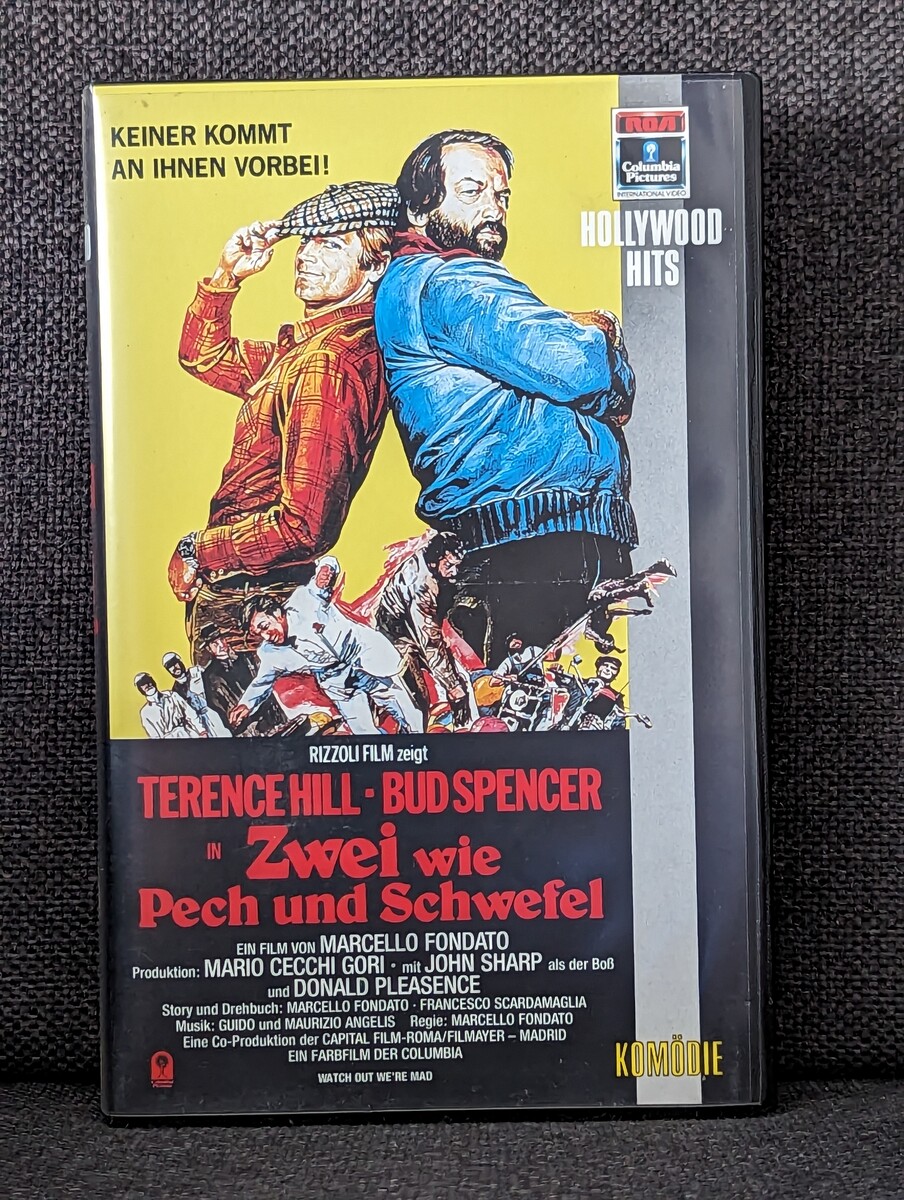 KEINER KOMMT
AN IHNEN VORBEI!
RCA
Columbia
Pictures
INTERNATIONAL VIDEO
HOLLYWOOD
HITS
RIZZOLI FILM zeigt
TERENCE HILL · BUD SPENCER
IN Zwei wie
Pech und Schwefel
EIN FILM VON MARCELLO FONDATO
Produktion: MARIO CECCHI GORI · mit JOHN SHARP als der Boß
und DONALD PLEASENCE
Story und Drehbuch: MARCELLO FONDATO · FRANCESCO SCARDAMAGLIA
Musik: GUIDO und MAURIZIO ANGELIS Regie: MARCELLO FONDATO
Eine Co-Produktion der CAPITAL FILM-ROMA/FILMAYER – MADRID
EIN FARBFILM DER COLUMBIA
WATCH OUT WE'RE MAD
Columbia
Pictures
KOMÖDIE